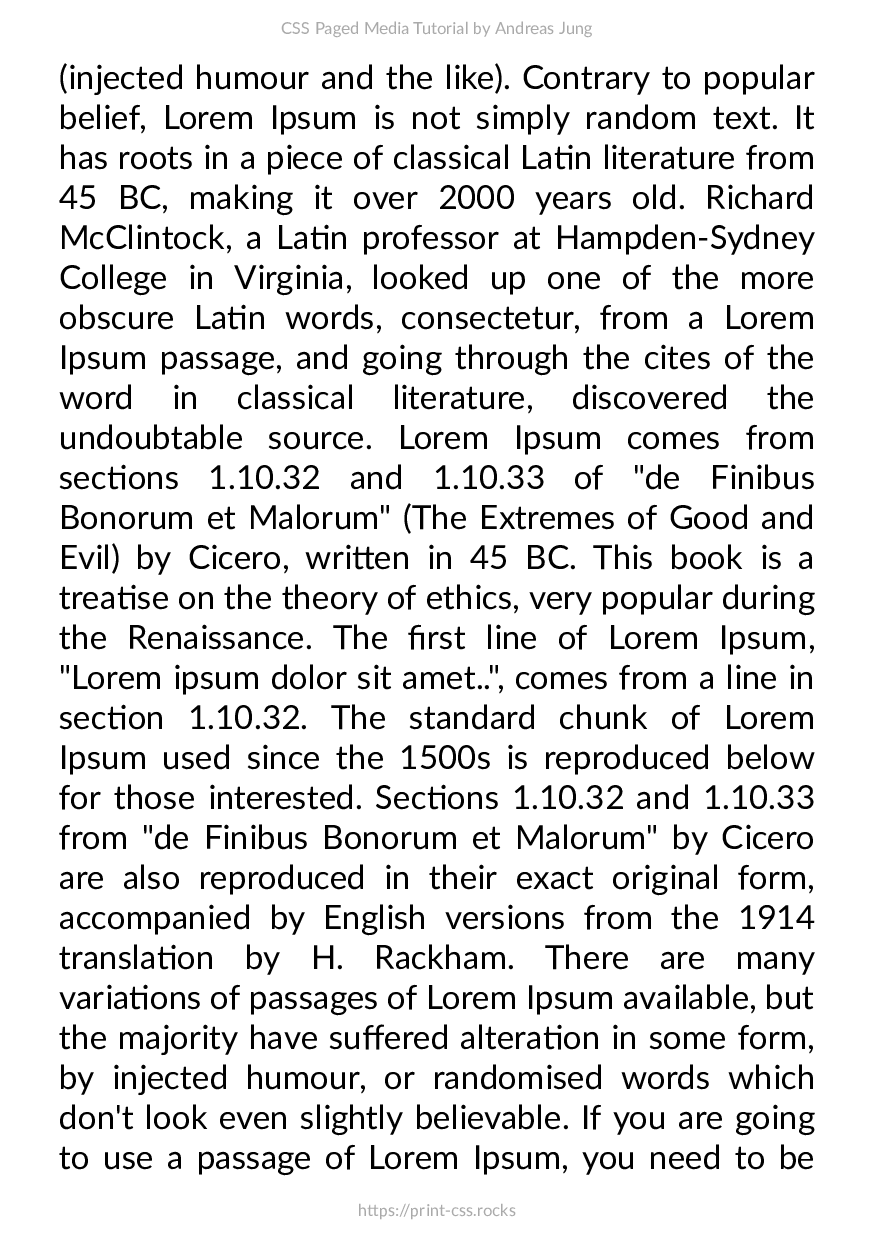 CSS Paged Media Tutorial by Andreas Jung
(injected humour and the like). Contrary to popular
belief, Lorem Ipsum is not simply random text. It
has roots in a piece of classical Latin literature from
45 BC, making it over 2000 years old. Richard
McClintock, a Latin professor at Hampden-Sydney
College in Virginia, looked up one of the more
obscure Latin words, consectetur, from a Lorem
Ipsum passage, and going through the cites of the
word in classical literature, discovered the
undoubtable source. Lorem Ipsum comes from
sections 1.10.32 and 1.10.33 of "de Finibus
Bonorum et Malorum" (The Extremes of Good and
Evil) by Cicero, written in 45 BC. This book is a
treatise on the theory of ethics, very popular during
the Renaissance. The first line of Lorem Ipsum,
"Lorem ipsum dolor sit amet..", comes from a line in
section 1.10.32. The standard chunk of Lorem
Ipsum used since the 1500s is reproduced below
for those interested. Sections 1.10.32 and 1.10.33
from "de Finibus Bonorum et Malorum" by Cicero
are also reproduced in their exact original form,
accompanied by English versions from the 1914
translation by H. Rackham. There are many
variations of passages of Lorem Ipsum available, but
the majority have suffered alteration in some form,
by injected humour, or randomised words which
don't look even slightly believable. If you are going
to use a passage of Lorem Ipsum, you need to be
https://print-css.rocks